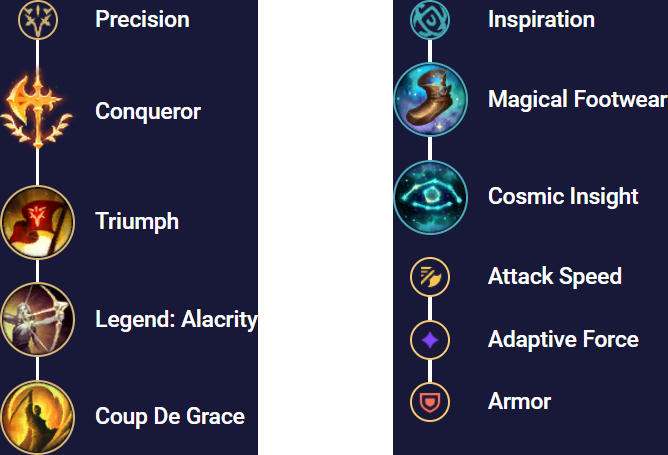 Precision
Conqueror
Triumph
Legend: Alacrity
Coup De Grace
Inspiration
Magical Footwear
Cosmic Insight
Attack Speed
Adaptive Force
Armor